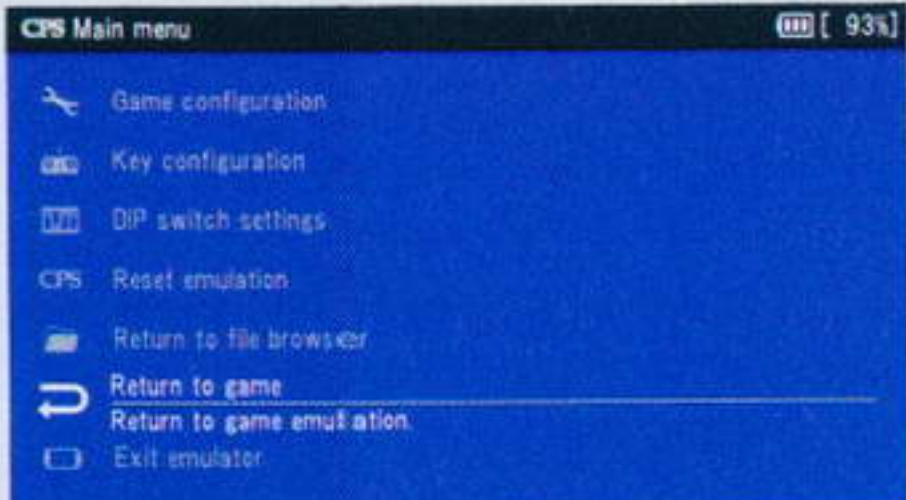 CPS Main menu [ 93%]
Game configuration
Key configuration
DIP switch settings
CPS Reset emulation
Return to file browser
Return to game
Return to game emulation.
Exit emulator